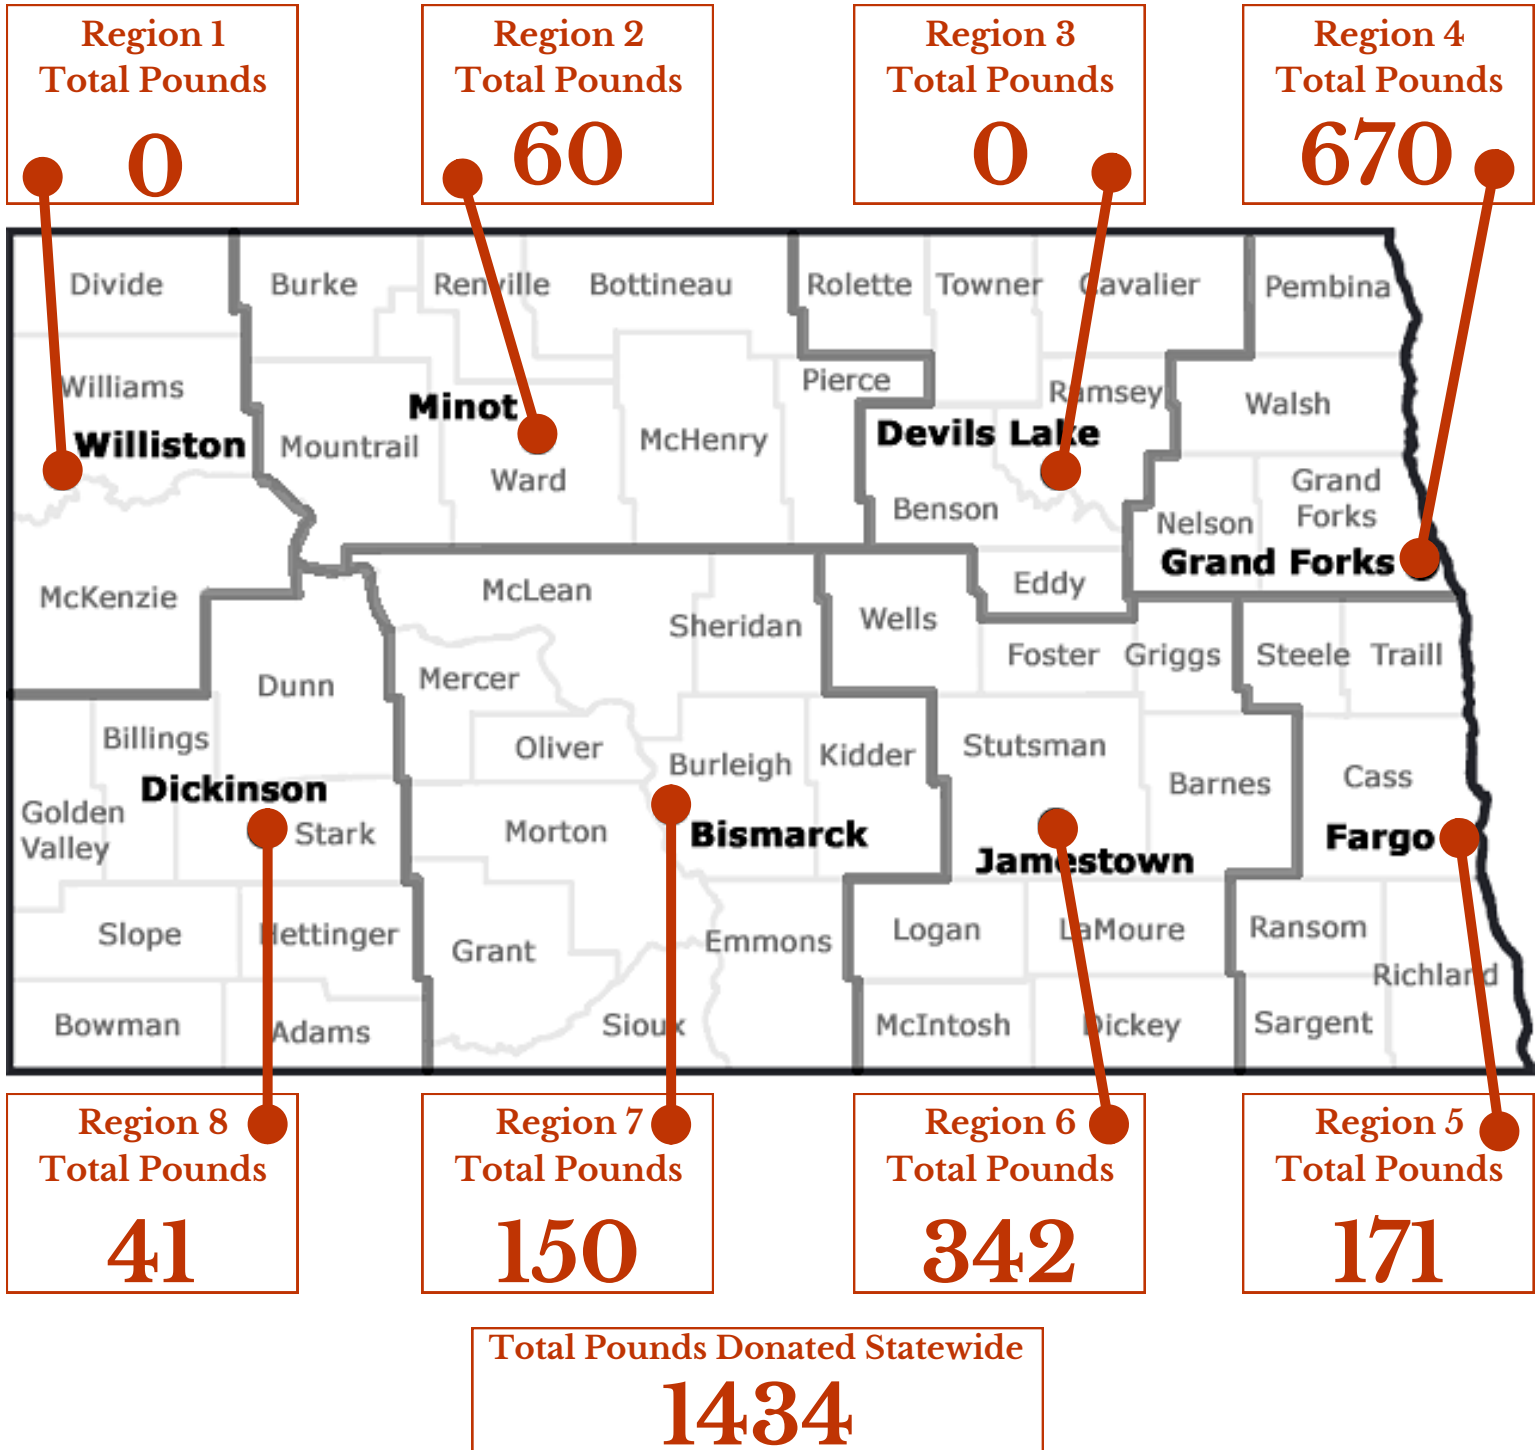 Region 1
Total Pounds
0
Region 2
Total Pounds
60
Region 3
Total Pounds
0
Region 4
Total Pounds
670
Divide
Burke
Renville
Bottineau
Rolette
Towner
Cavalier
Pembina
Williams
Williston
Mountrail
Minot
Ward
McHenry
Pierce
Ramsey
Devils Lake
Benson
Walsh
Nelson
Grand
Forks
Grand Forks
McKenzie
McLean
Sheridan
Wells
Eddy
Foster
Griggs
Steele
Traill
Dunn
Mercer
Billings
Oliver
Burleigh
Kidder
Stutsman
Barnes
Cass
Dickinson
Golden
Valley
Stark
Morton
Bismarck
Jamestown
Fargo
Slope
Hettinger
Grant
Emmons
Logan
LaMoure
Ransom
Richland
Bowman
Adams
Sioux
McIntosh
Dickey
Sargent
Region 8
Total Pounds
41
Region 7
Total Pounds
150
Region 6
Total Pounds
342
Region 5
Total Pounds
171
Total Pounds Donated Statewide
1434